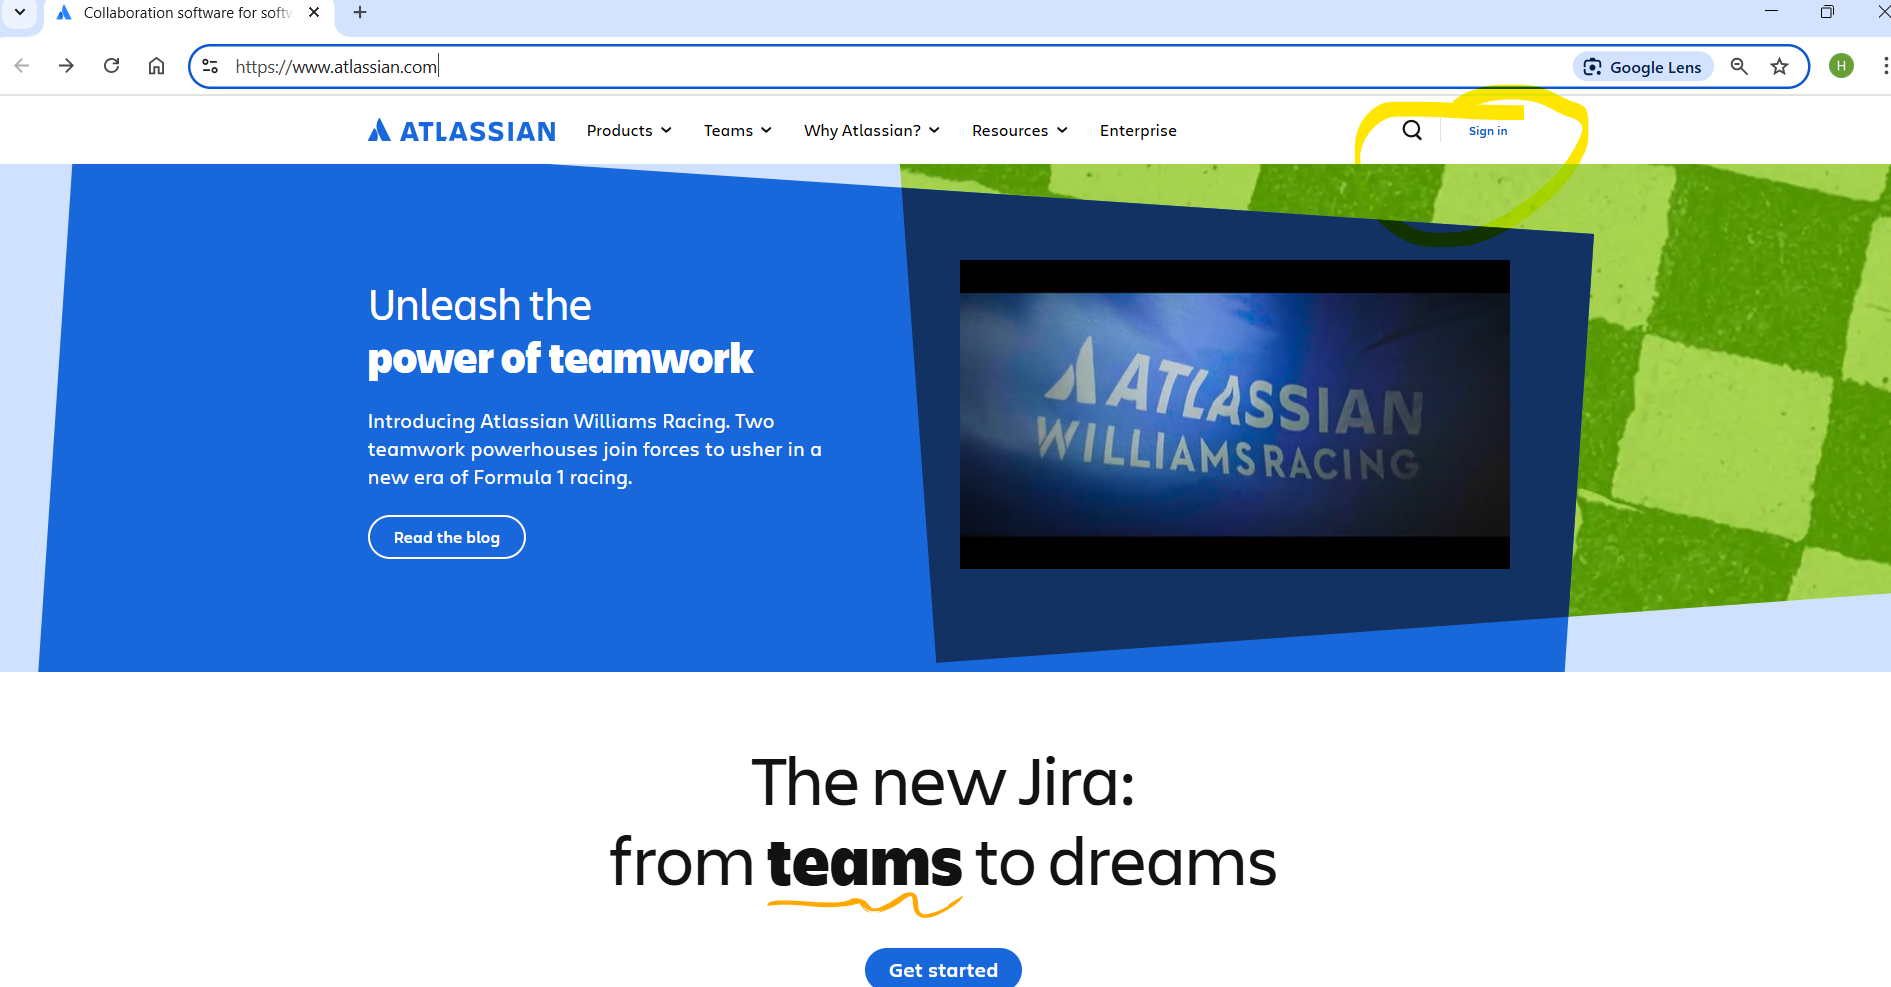 Collaboration software for softw
https://www.atlassian.com
Google Lens
H
ATLASSIAN
Products
Teams
Why Atlassian?
Resources
Enterprise
Sign in
Unleash the
power of teamwork
Introducing Atlassian Williams Racing. Two
teamwork powerhouses join forces to usher in a
new era of Formula 1 racing.
Read the blog
ATLASSIAN
WILLIAMS RACING
The new Jira:
from teams to dreams
Get started